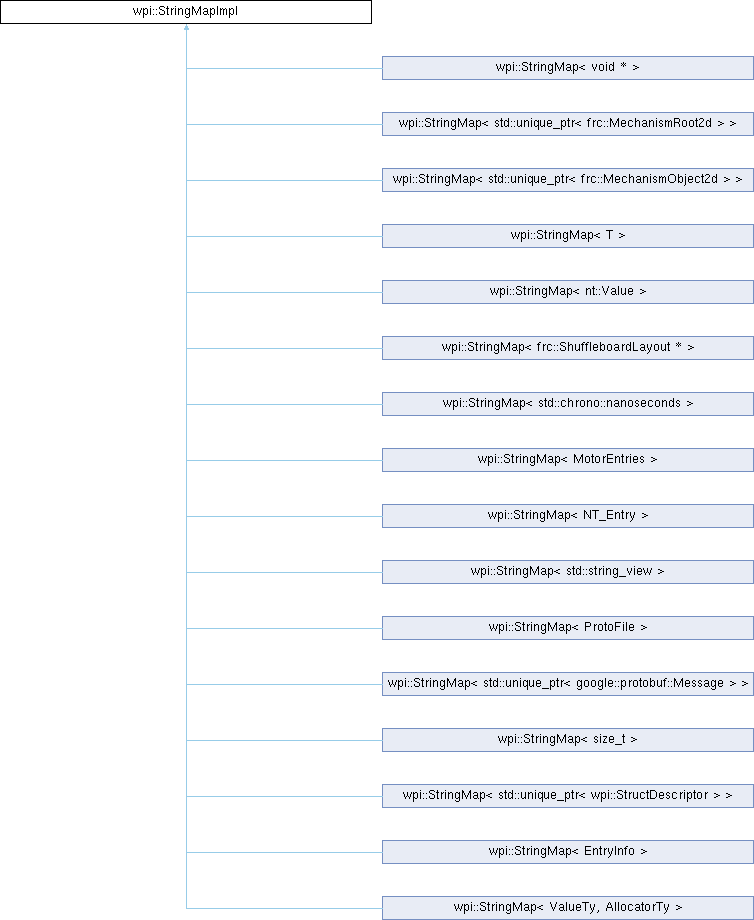 wpi::StringMapImpl
wpi::StringMap< void * >
wpi::StringMap< std::unique_ptr< frc::MechanismRoot2d > >
wpi::StringMap< std::unique_ptr< frc::MechanismObject2d > >
wpi::StringMap< T >
wpi::StringMap< nt::Value >
wpi::StringMap< frc::ShuffleboardLayout * >
wpi::StringMap< std::chrono::nanoseconds >
wpi::StringMap< MotorEntries >
wpi::StringMap< NT_Entry >
wpi::StringMap< std::string_view >
wpi::StringMap< ProtoFile >
wpi::StringMap< std::unique_ptr< google::protobuf::Message > >
wpi::StringMap< size_t >
wpi::StringMap< std::unique_ptr< wpi::StructDescriptor > >
wpi::StringMap< EntryInfo >
wpi::StringMap< ValueTy, AllocatorTy >